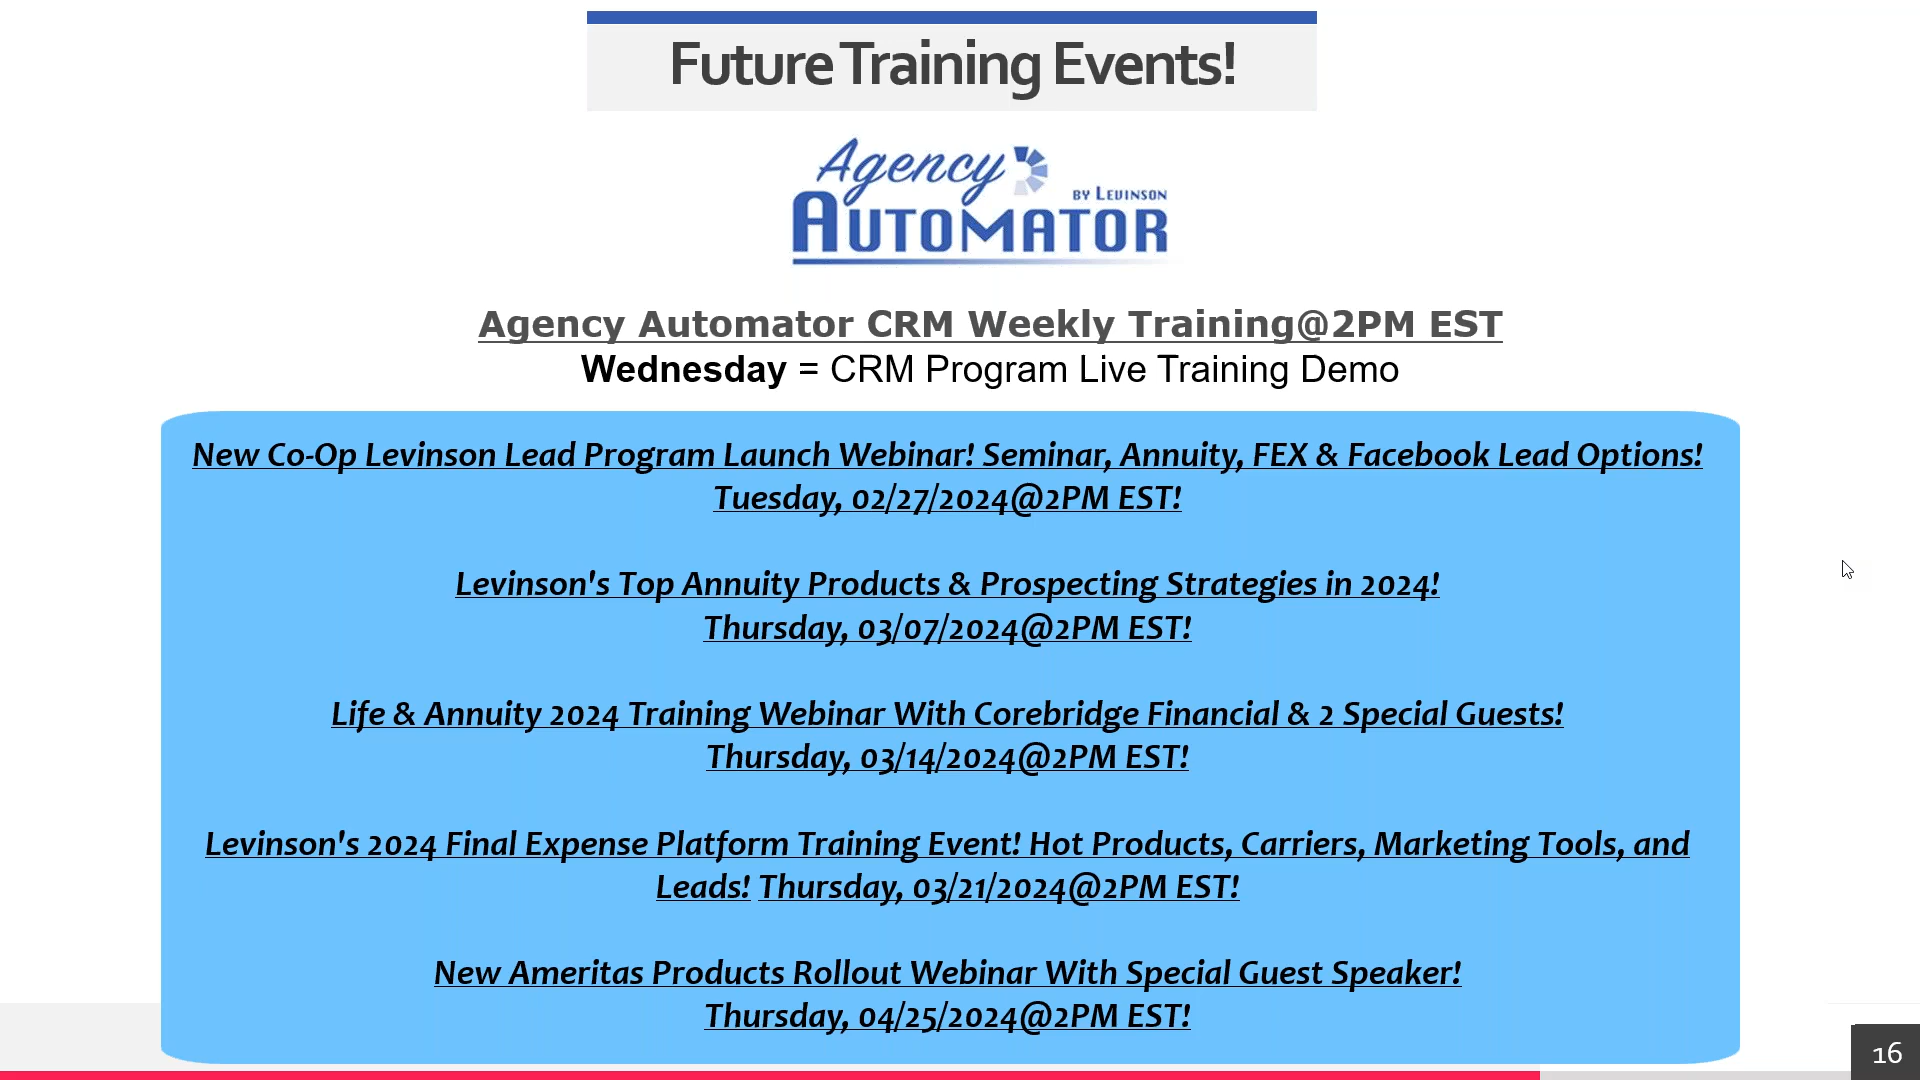 Future Training Events!
Agency
BY LEVINSON
AUTOMATOR
Agency Automator CRM Weekly Training@2PM EST
Wednesday = CRM Program Live Training Demo
New Co-Op Levinson Lead Program Launch Webinar! Seminar, Annuity, FEX & Facebook Lead Options!
Tuesday, 02/27/2024@2PM EST!
Levinson's Top Annuity Products & Prospecting Strategies in 2024!
Thursday, 03/07/2024@2PM EST!
Life & Annuity 2024 Training Webinar With Corebridge Financial & 2 Special Guests!
Thursday, 03/14/2024@2PM EST!
Levinson's 2024 Final Expense Platform Training Event! Hot Products, Carriers, Marketing Tools, and
Leads! Thursday, 03/21/2024@2PM EST!
New Ameritas Products Rollout Webinar With Special Guest Speaker!
Thursday, 04/25/2024@2PM EST!
16